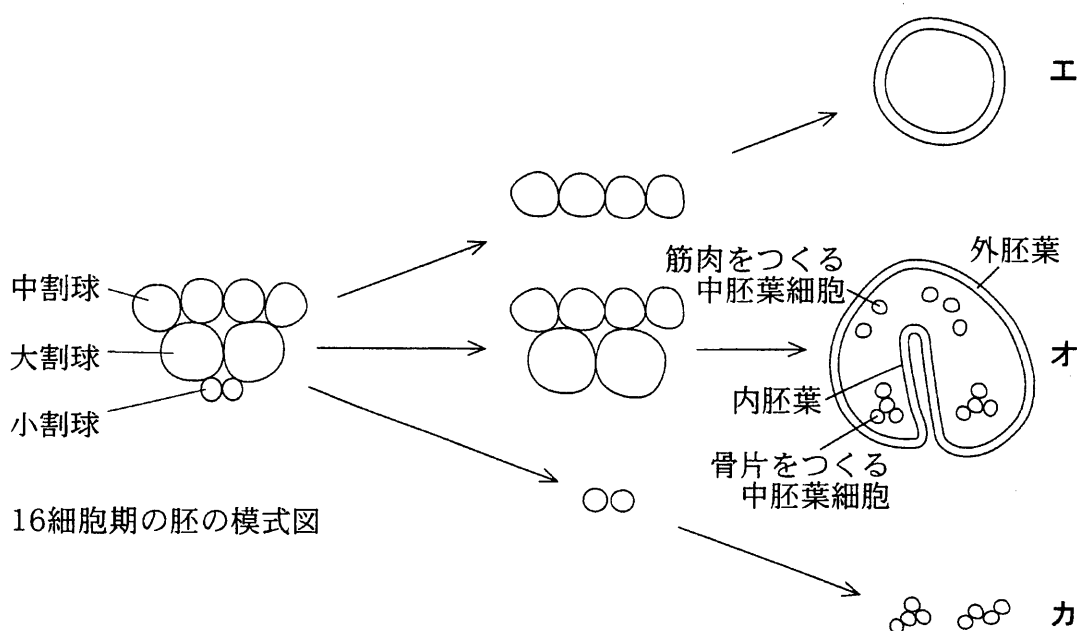 エ
筋肉をつくる
中胚葉細胞
外胚葉
中割球
大割球
オ
内胚葉
小割球
骨片をつくる
中胚葉細胞
16細胞期の胚の模式図
カ